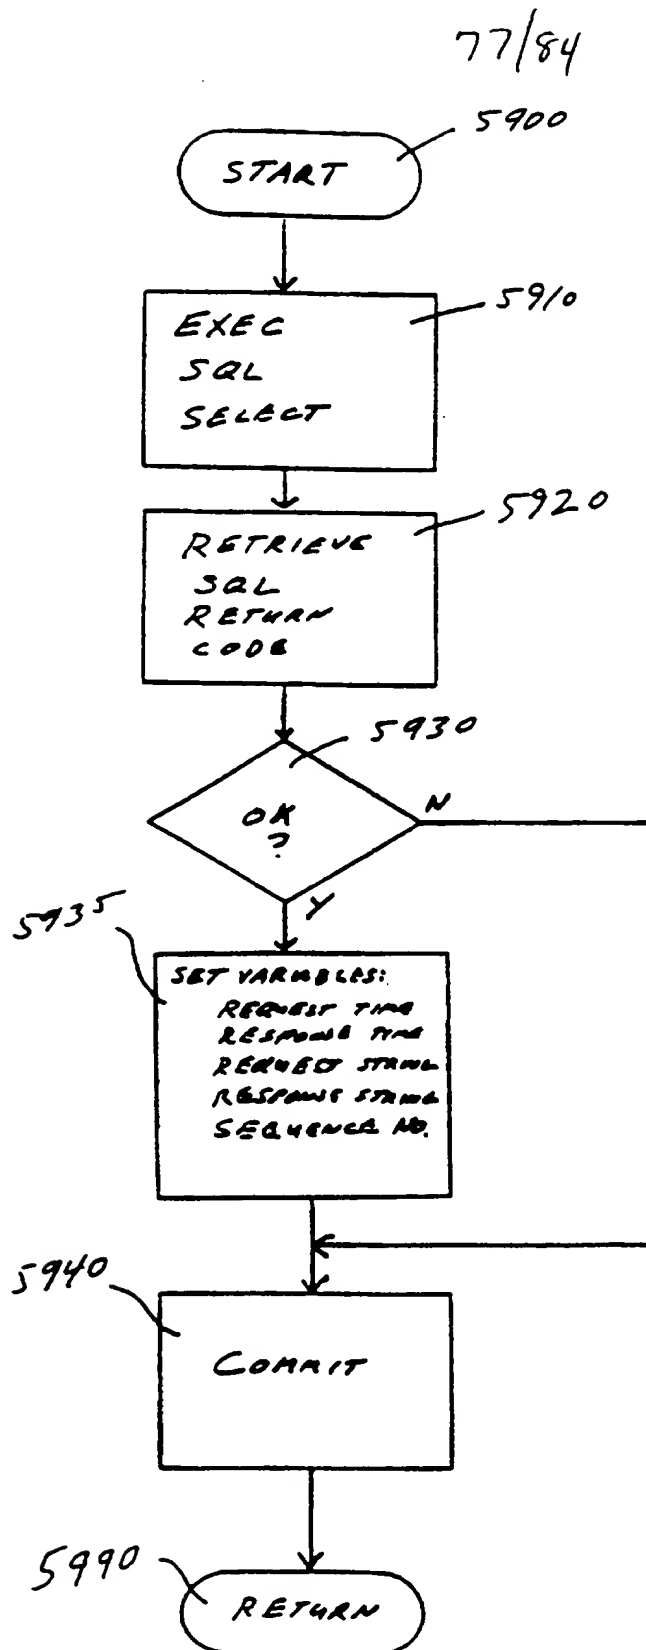 77/84
5900
START
5910
EXEC
SQL
SELECT
5920
RETRIEVE
SQL
RETURN
CODE
5930
OK
?
N
Y
5935
SET VARIABLES:
REQUEST TIME
RESPONSE TIME
REQUEST STRING
RESPONSE STRING
SEQUENCE NO.
5940
COMMIT
5990
RETURN